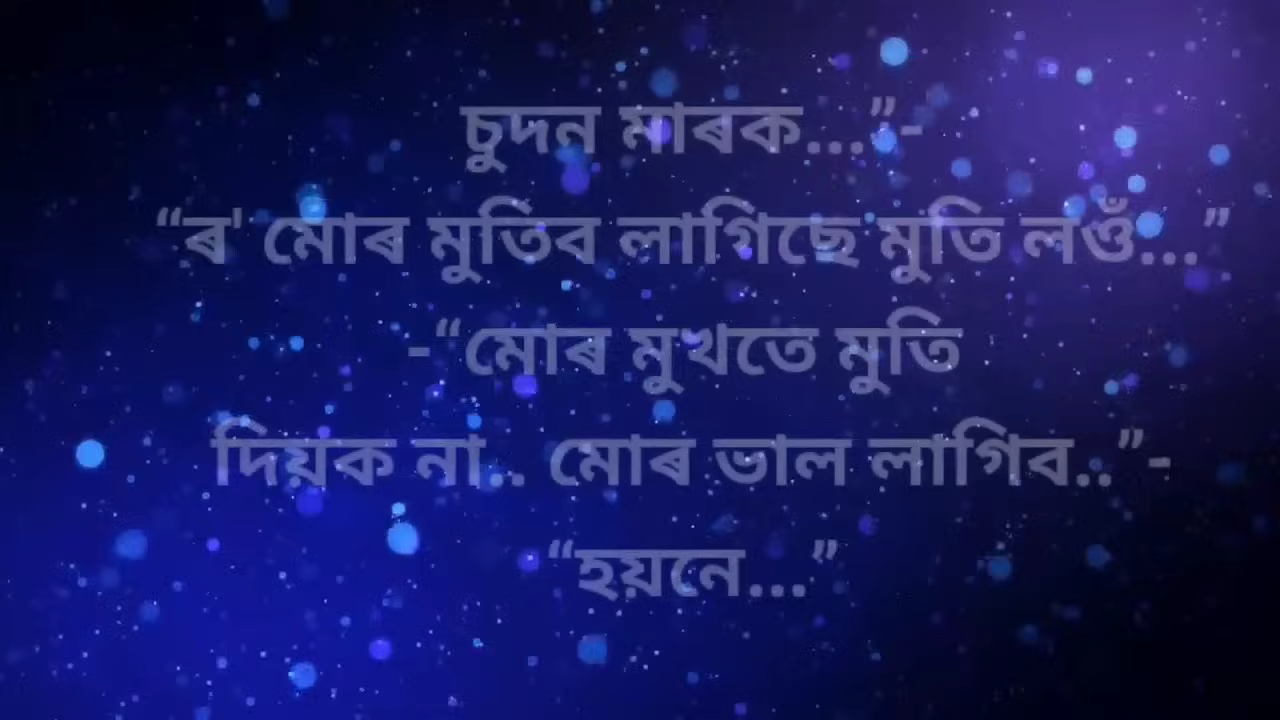 চুদন মাৰক...”-
“ৰ' মোৰ মুতিব লাগিছে মুতি লওঁ...”
-“মোৰ মুখতে মুতি
দিয়ক না.. মোৰ ভাল লাগিব..”-
“হয়নে...”